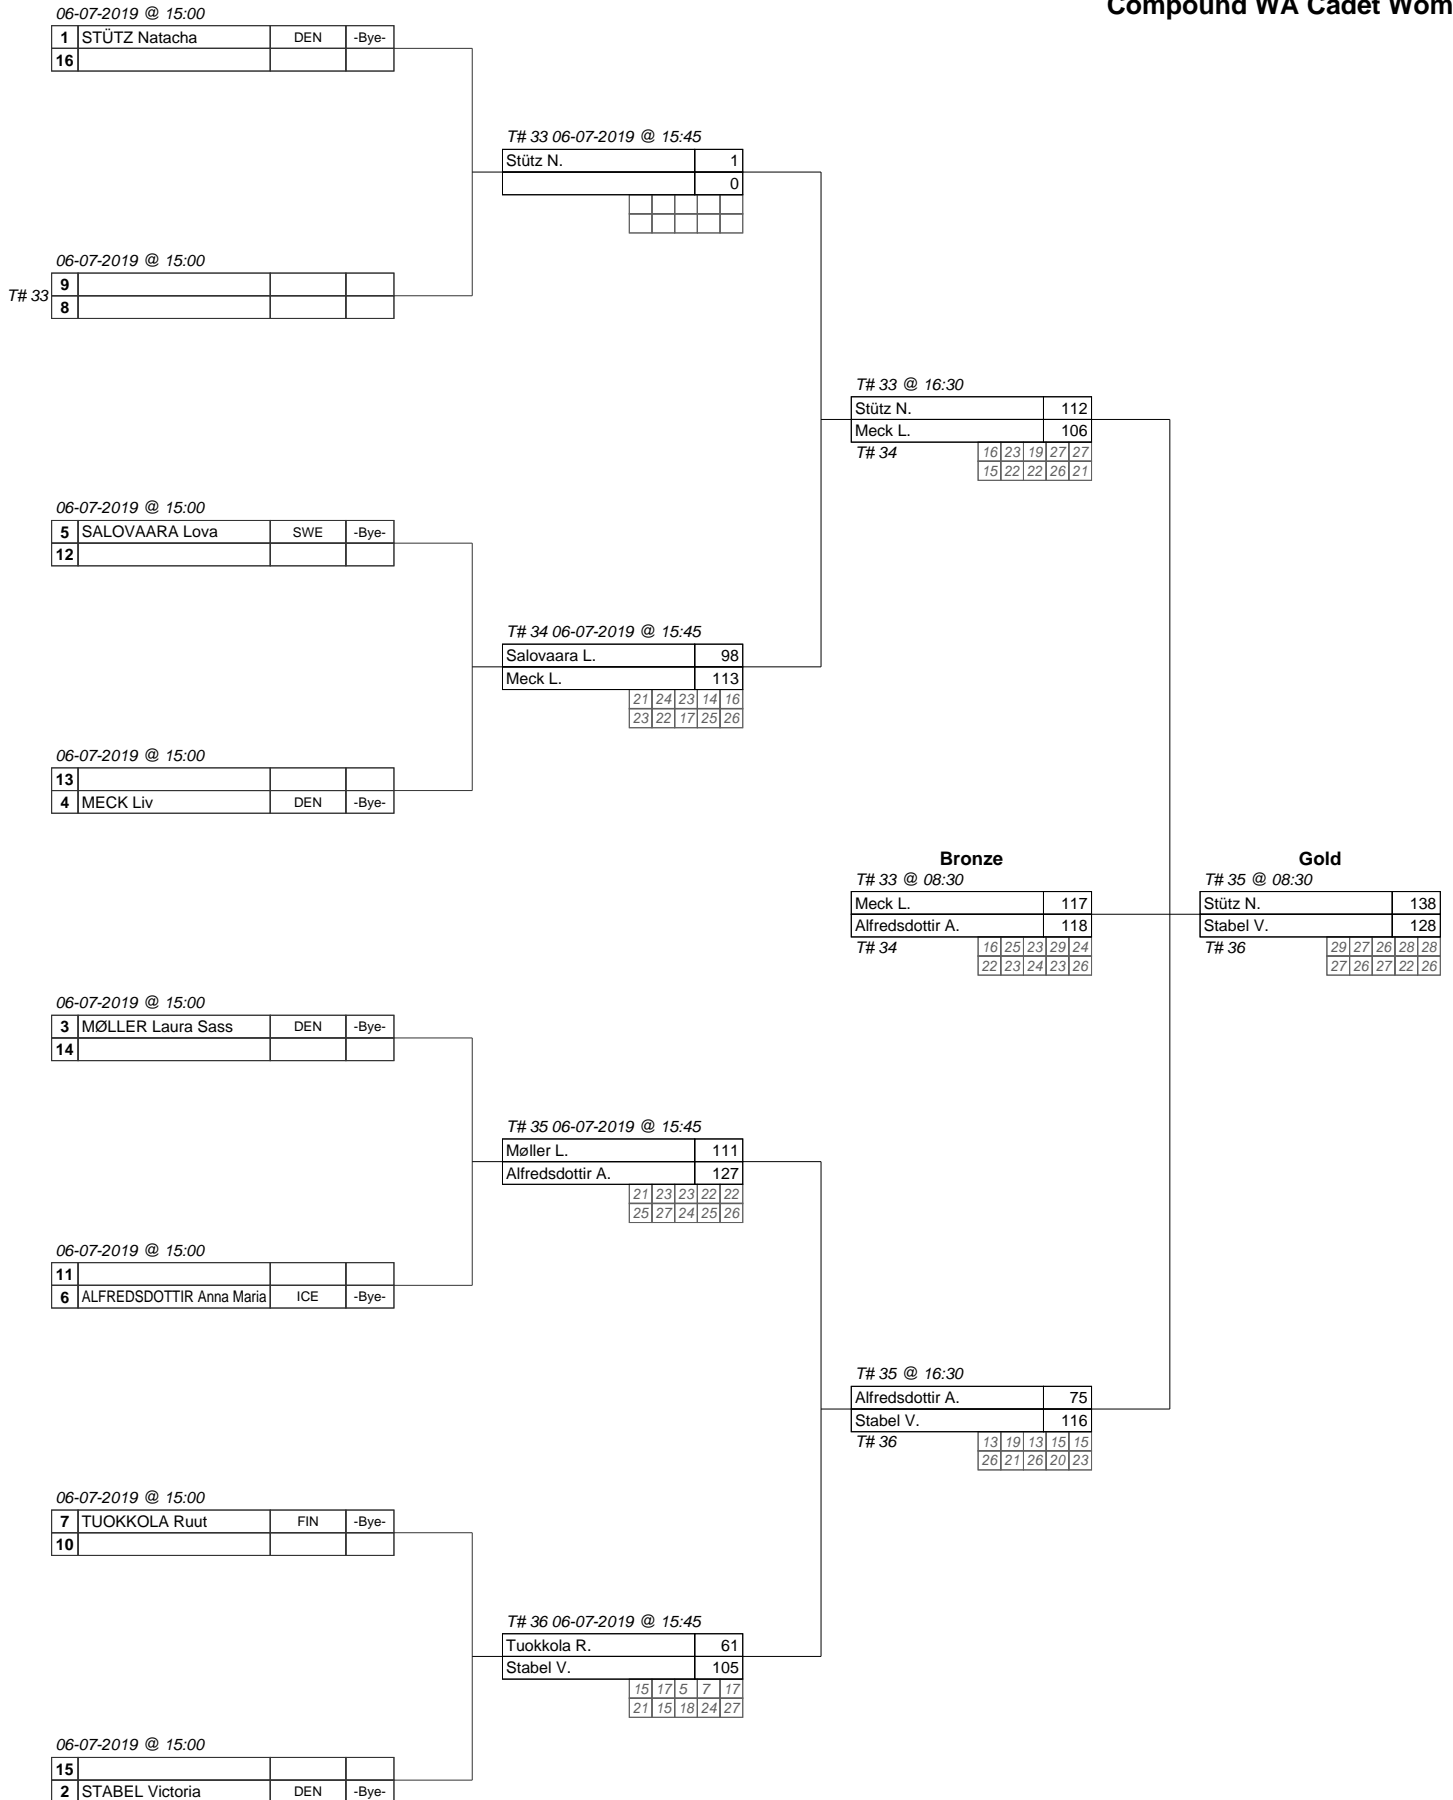 Compound WA Cadet Wom
06-07-2019 @ 15:00
1 STÜTZ Natacha DEN -Bye-
16
T# 33 06-07-2019 @ 15:45
Stütz N. 1
0
06-07-2019 @ 15:00
T# 33
9
8
T# 33 @ 16:30
Stütz N. 112
Meck L. 106
T# 34 16 23 19 27 27
15 22 22 26 21
06-07-2019 @ 15:00
5 SALOVAARA Lova SWE -Bye-
12
T# 34 06-07-2019 @ 15:45
Salovaara L. 98
Meck L. 113
21 24 23 14 16
23 22 17 25 26
06-07-2019 @ 15:00
13
4 MECK Liv DEN -Bye-
Bronze
T# 33 @ 08:30
Meck L. 117
Alfredsdottir A. 118
T# 34 16 25 23 29 24
22 23 24 23 26
Gold
T# 35 @ 08:30
Stütz N. 138
Stabel V. 128
T# 36 29 27 26 28 28
27 26 27 22 26
06-07-2019 @ 15:00
3 MØLLER Laura Sass DEN -Bye-
14
T# 35 06-07-2019 @ 15:45
Møller L. 111
Alfredsdottir A. 127
21 23 23 22 22
25 27 24 25 26
06-07-2019 @ 15:00
11
6 ALFREDSDOTTIR Anna Maria ICE -Bye-
T# 35 @ 16:30
Alfredsdottir A. 75
Stabel V. 116
T# 36 13 19 13 15 15
26 21 26 20 23
06-07-2019 @ 15:00
7 TUOKKOLA Ruut FIN -Bye-
10
T# 36 06-07-2019 @ 15:45
Tuokkola R. 61
Stabel V. 105
15 17 5 7 17
21 15 18 24 27
06-07-2019 @ 15:00
15
2 STABEL Victoria DEN -Bye-